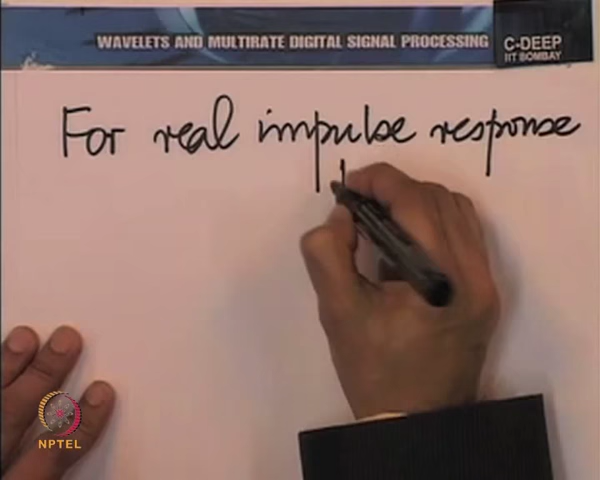 WAVELETS AND MULTIRATE DIGITAL SIGNAL PROCESSING
C-DEEP
IIT BOMBAY
For real impulse response
NPTEL